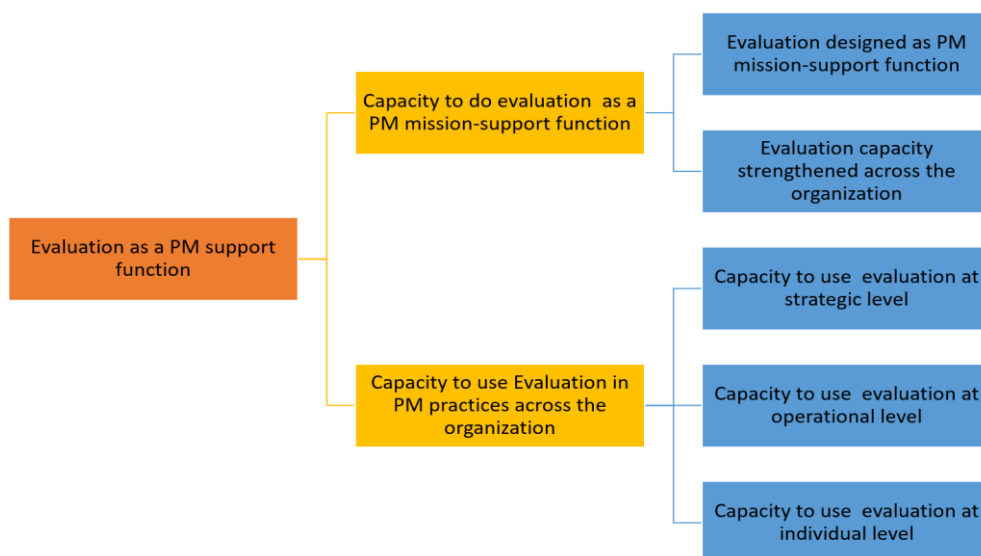 Evaluation as a PM support
function
Capacity to do evaluation  as a
PM mission-support function
Evaluation designed as PM
mission-support function
Evaluation capacity
strengthened across the
organization
Capacity to use Evaluation in
PM practices across the
organization
Capacity to use  evaluation at
strategic level
Capacity to use  evaluation at
operational level
Capacity to use  evaluation at
individual level